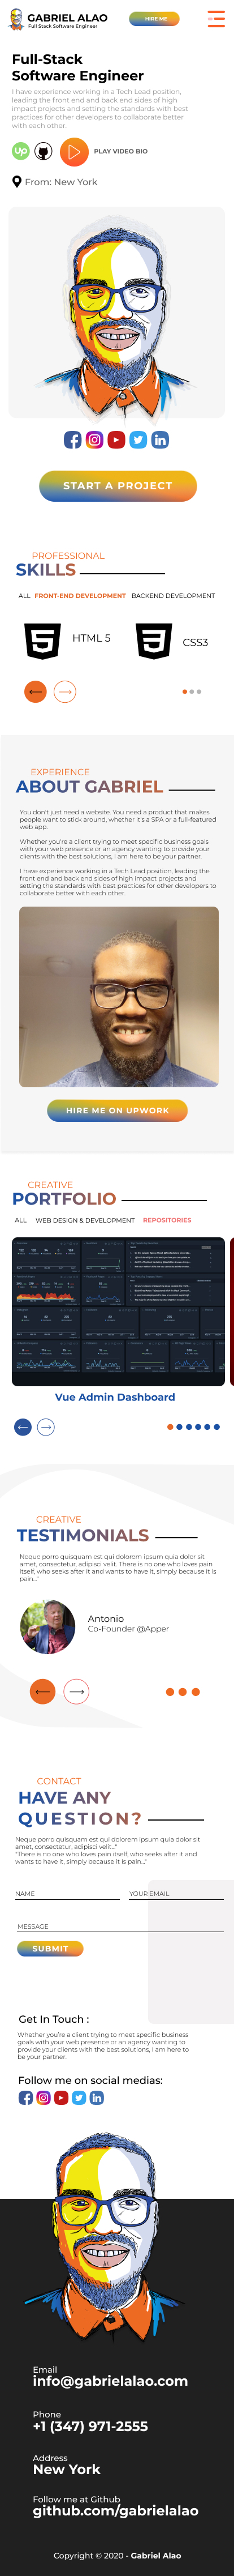 GABRIEL ALAO
Full Stack Software Engineer
HIRE ME
Full-Stack
Software Engineer
I have experience working in a Tech Lead position,
leading the front end and back end sides of high
impact projects and setting the standards with best
practices for other developers to collaborate better
with each other.
Up
PLAY VIDEO BIO
From: New York
START A PROJECT
PROFESSIONAL
SKILLS
ALL FRONT-END DEVELOPMENT BACKEND DEVELOPMENT
HTML 5
CSS3
EXPERIENCE
ABOUT GABRIEL
You don't just need a website. You need a product that makes
people want to stick around, whether it's a SPA or a full-featured
web app.
Whether you're a client trying to meet specific business goals
with your web presence or an agency wanting to provide your
clients with the best solutions, I am here to be your partner.
I have experience working in a Tech Lead position, leading the
front end and back end sides of high impact projects and
setting the standards with best practices for other developers to
collaborate better with each other.
HIRE ME ON UPWORK
CREATIVE
PORTFOLIO
ALL WEB DESIGN & DEVELOPMENT REPOSITORIES
Vue Admin Dashboard
CREATIVE
TESTIMONIALS
Neque porro quisquam est qui dolorem ipsum quia dolor sit
amet, consectetur, adipisci velit. There is no one who loves pain
itself, who seeks after it and wants to have it, simply because it is
pain..."
Antonio
Co-Founder @Apper
CONTACT
HAVE ANY
QUESTION?
Neque porro quisquam est qui dolorem ipsum quia dolor sit
amet, consectetur, adipisci velit..."
"There is no one who loves pain itself, who seeks after it and
wants to have it, simply because it is pain..."
NAME
YOUR EMAIL
MESSAGE
SUBMIT
Get In Touch :
Whether you're a client trying to meet specific business
goals with your web presence or an agency wanting to
provide your clients with the best solutions, I am here to
be your partner.
Follow me on social medias:
Email
info@gabrielalao.com
Phone
+1 (347) 971-2555
Address
New York
Follow me at Github
github.com/gabrielalao
Copyright © 2020 - Gabriel Alao